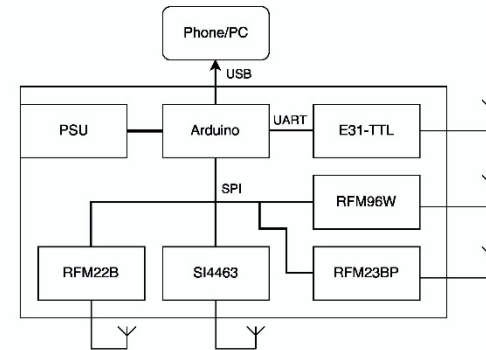 Phone/PC
USB
PSU
Arduino
UART
E31-TTL
SPI
RFM96W
RFM22B
SI4463
RFM23BP